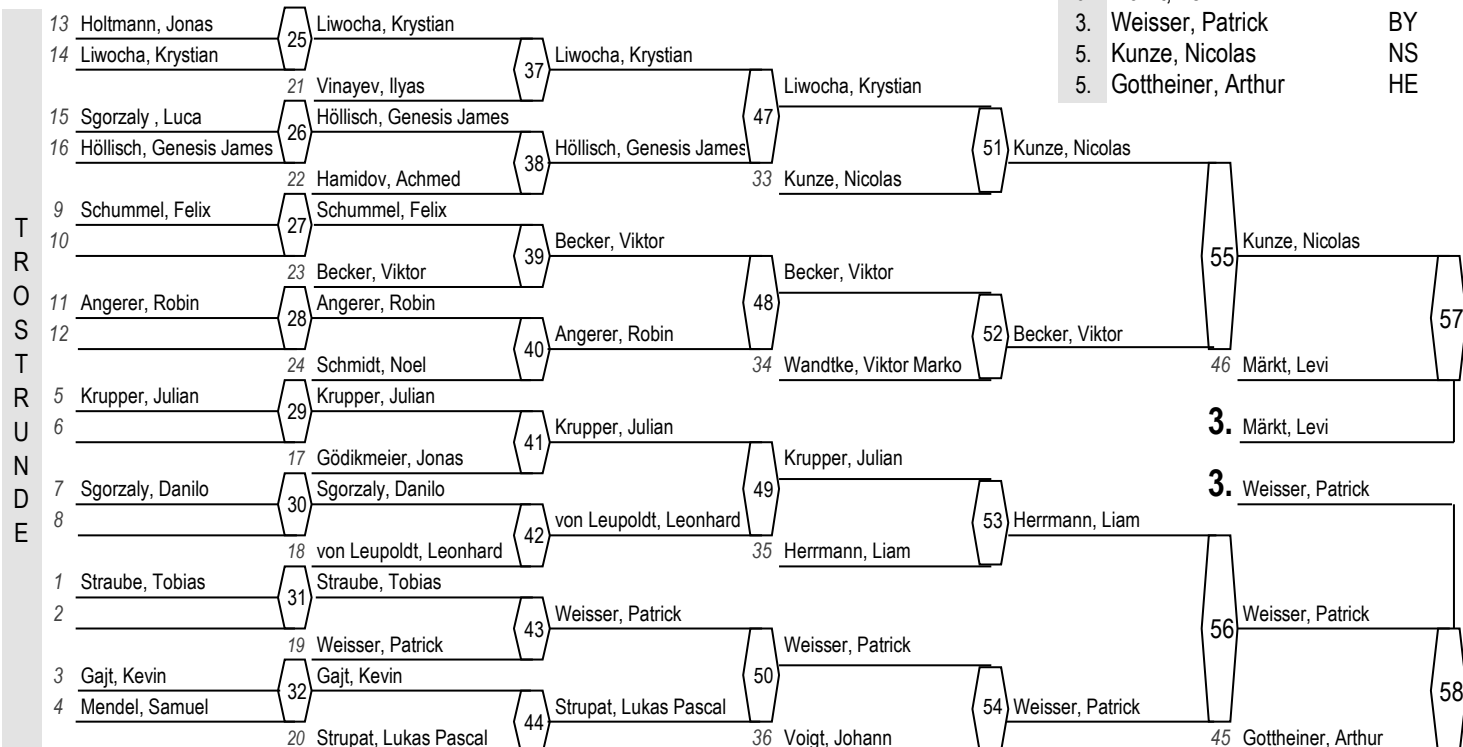 3. Weisser, Patrick BY
5. Kunze, Nicolas NS
5. Gottheiner, Arthur HE
TROSTRUNDE
13 Holtmann, Jonas
14 Liwocha, Krystian
15 Sgorzaly , Luca
16 Höllisch, Genesis James
9 Schummel, Felix
10
11 Angerer, Robin
12
5 Krupper, Julian
6
7 Sgorzaly, Danilo
8
1 Straube, Tobias
2
3 Gajt, Kevin
4 Mendel, Samuel
25
26
27
28
29
30
31
32
Liwocha, Krystian
21 Vinayev, Ilyas
Höllisch, Genesis James
22 Hamidov, Achmed
Schummel, Felix
23 Becker, Viktor
Angerer, Robin
24 Schmidt, Noel
Krupper, Julian
17 Gödikmeier, Jonas
Sgorzaly, Danilo
18 von Leupoldt, Leonhard
Straube, Tobias
19 Weisser, Patrick
Gajt, Kevin
20 Strupat, Lukas Pascal
37
38
39
40
41
42
43
44
Liwocha, Krystian
Höllisch, Genesis James
Becker, Viktor
Angerer, Robin
Krupper, Julian
von Leupoldt, Leonhard
Weisser, Patrick
Strupat, Lukas Pascal
47
48
49
50
Liwocha, Krystian
33 Kunze, Nicolas
Becker, Viktor
34 Wandtke, Viktor Marko
Krupper, Julian
35 Herrmann, Liam
Weisser, Patrick
36 Voigt, Johann
51
52
53
54
Kunze, Nicolas
Becker, Viktor
Herrmann, Liam
Weisser, Patrick
55
56
Kunze, Nicolas
46 Märkt, Levi
3. Märkt, Levi
3. Weisser, Patrick
Weisser, Patrick
45 Gottheiner, Arthur
57
58